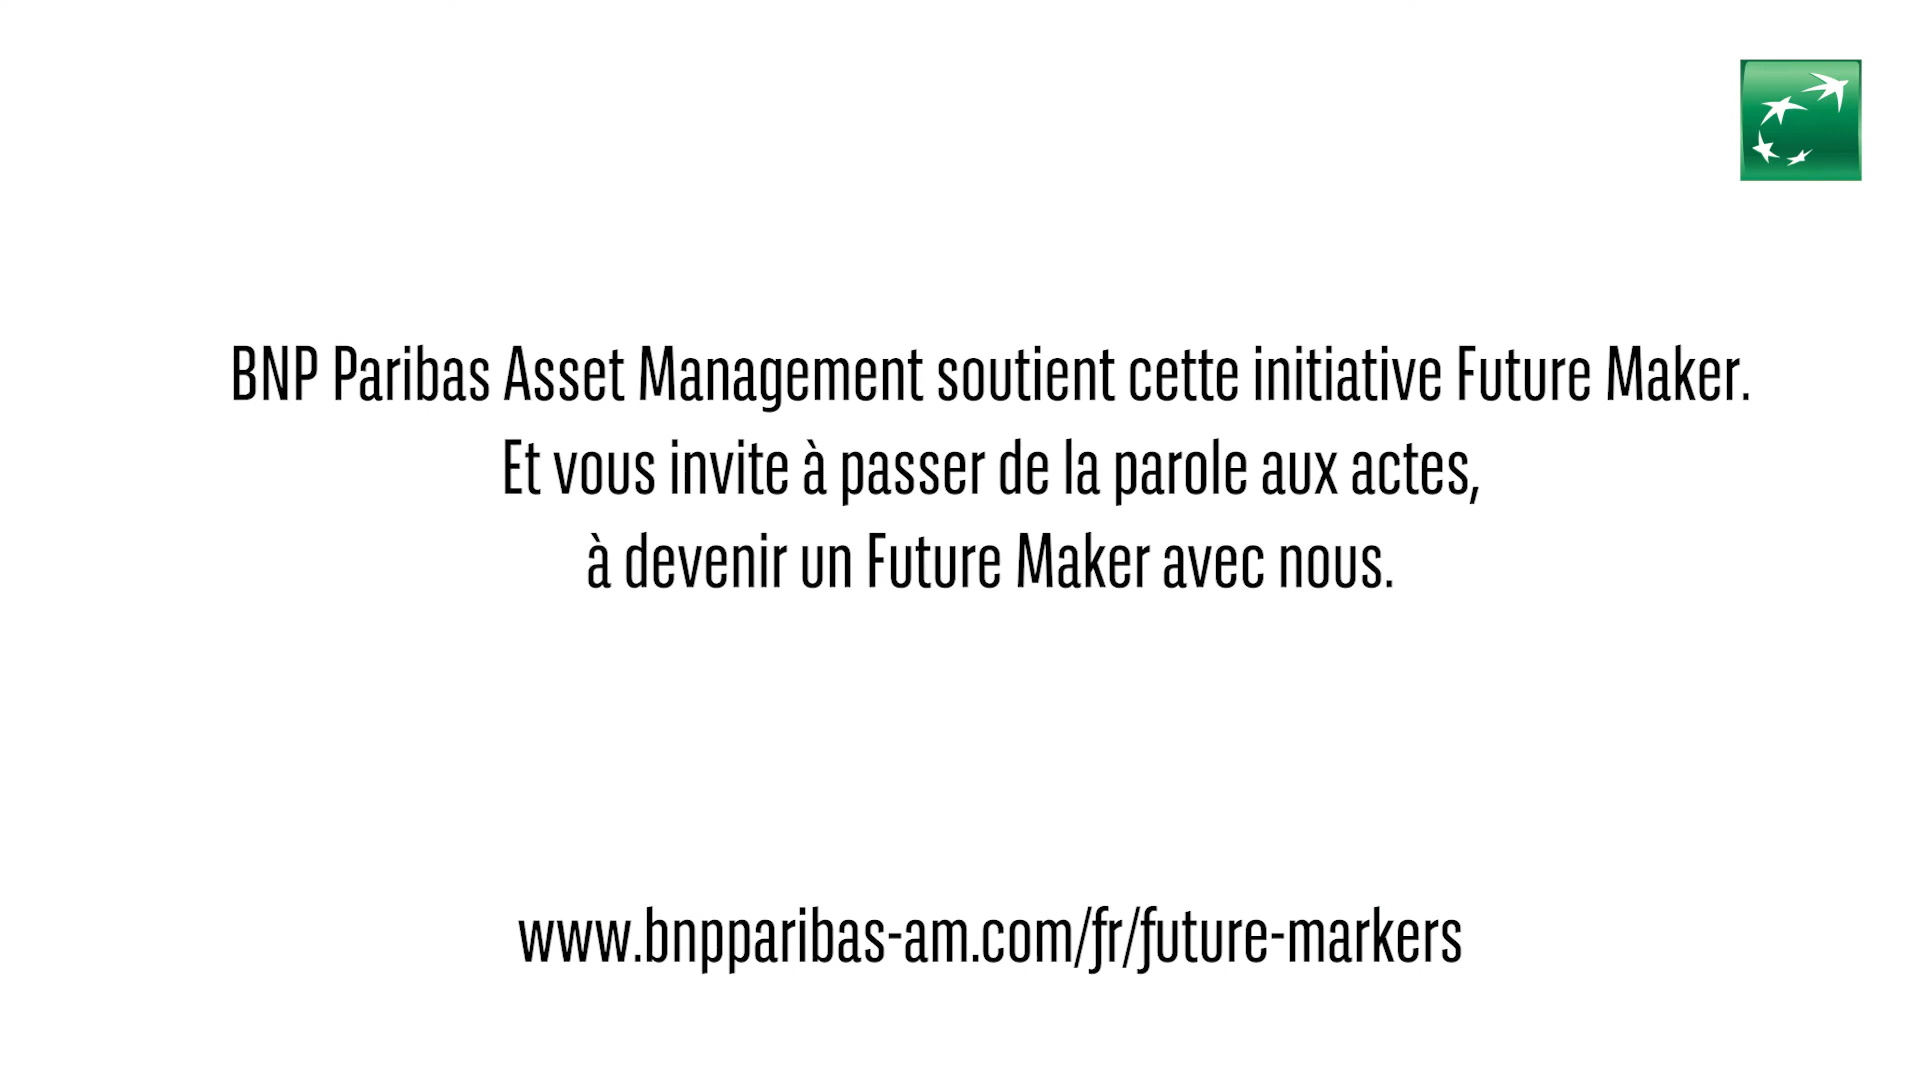 BNP Paribas Asset Management soutient cette initiative Future Maker.
Et vous invite à passer de la parole aux actes,
à devenir un Future Maker avec nous.
www.bnpparibas-am.com/fr/future-markers